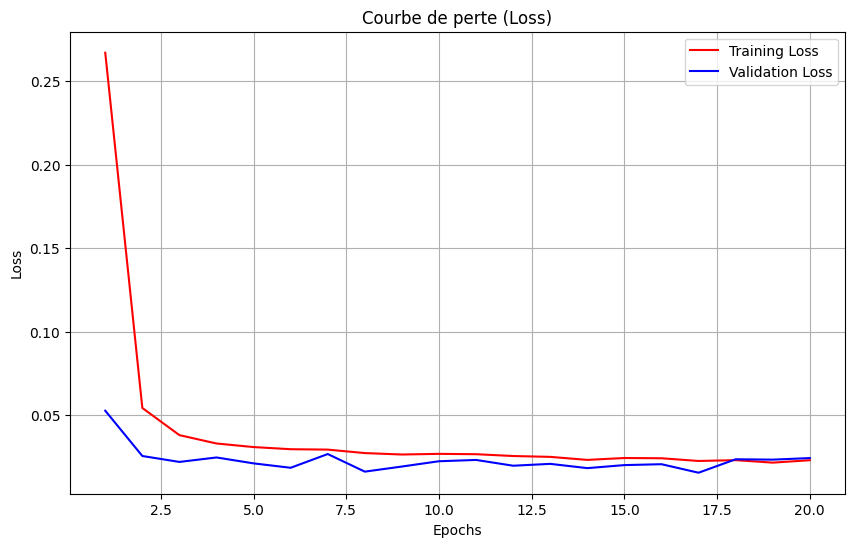 Courbe de perte (Loss)
Training Loss
Validation Loss
0.25
0.20
0.15
0.10
0.05
Loss
2.5 5.0 7.5 10.0 12.5 15.0 17.5 20.0
Epochs